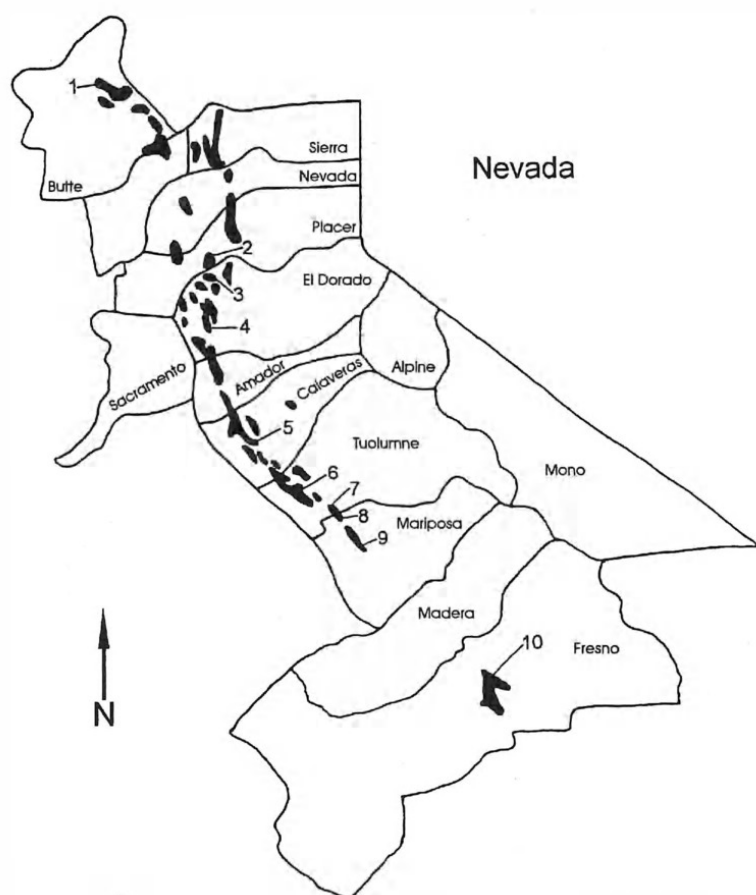 1
Sierra
Nevada
Nevada
Butte
Placer
2
3
El Dorado
4
Sacramento
Amador
Calaveras
Alpine
5
Tuolumne
6
Mono
7
8
Mariposa
9
Madera
10
Fresno
N